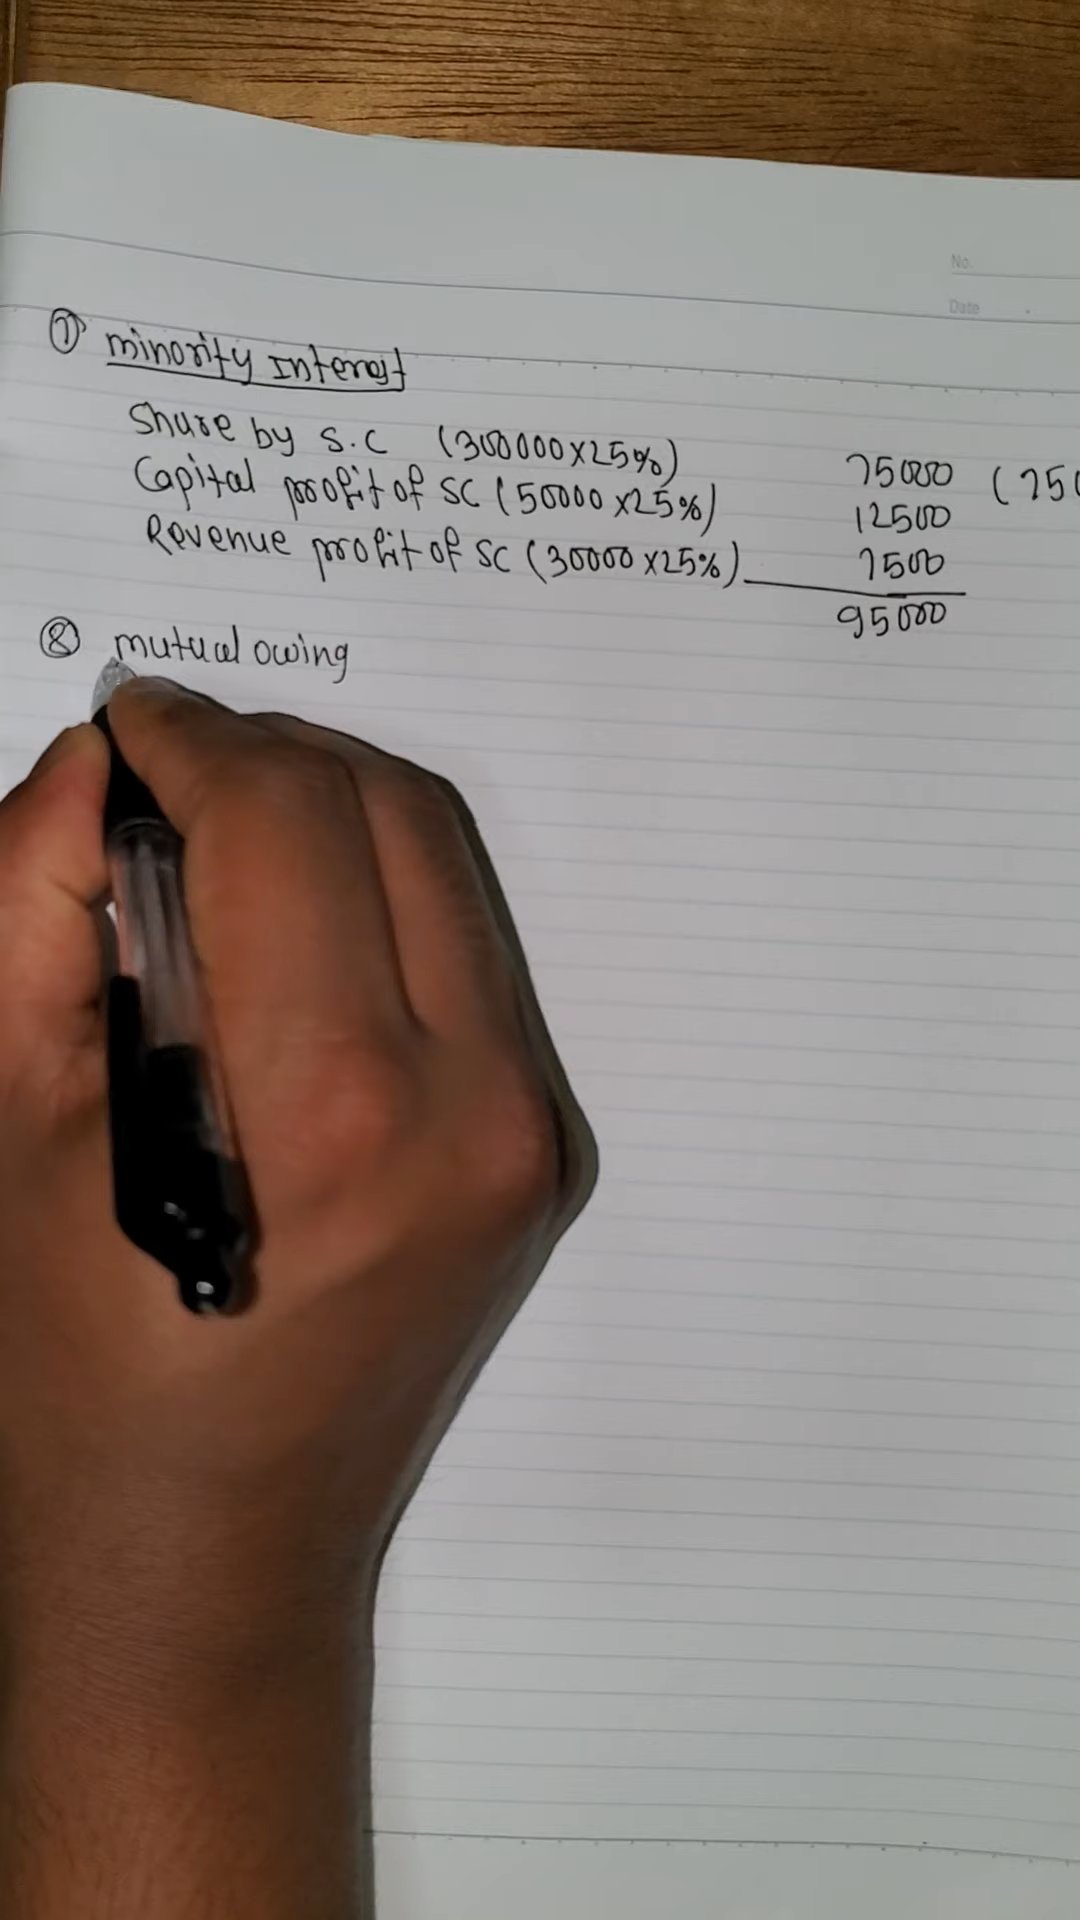 No.
Date
⑦ minority Interest
Share by S.C (300000x25%) 75000 (750
Capital profit of SC (50000x25%) 12500
Revenue profit of SC (30000x25%) 7500
95000
⑧ mutual owing